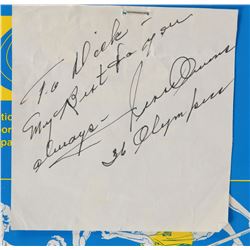 To Dick -
My Best to you
always - Jesse Owens
36 Olympics